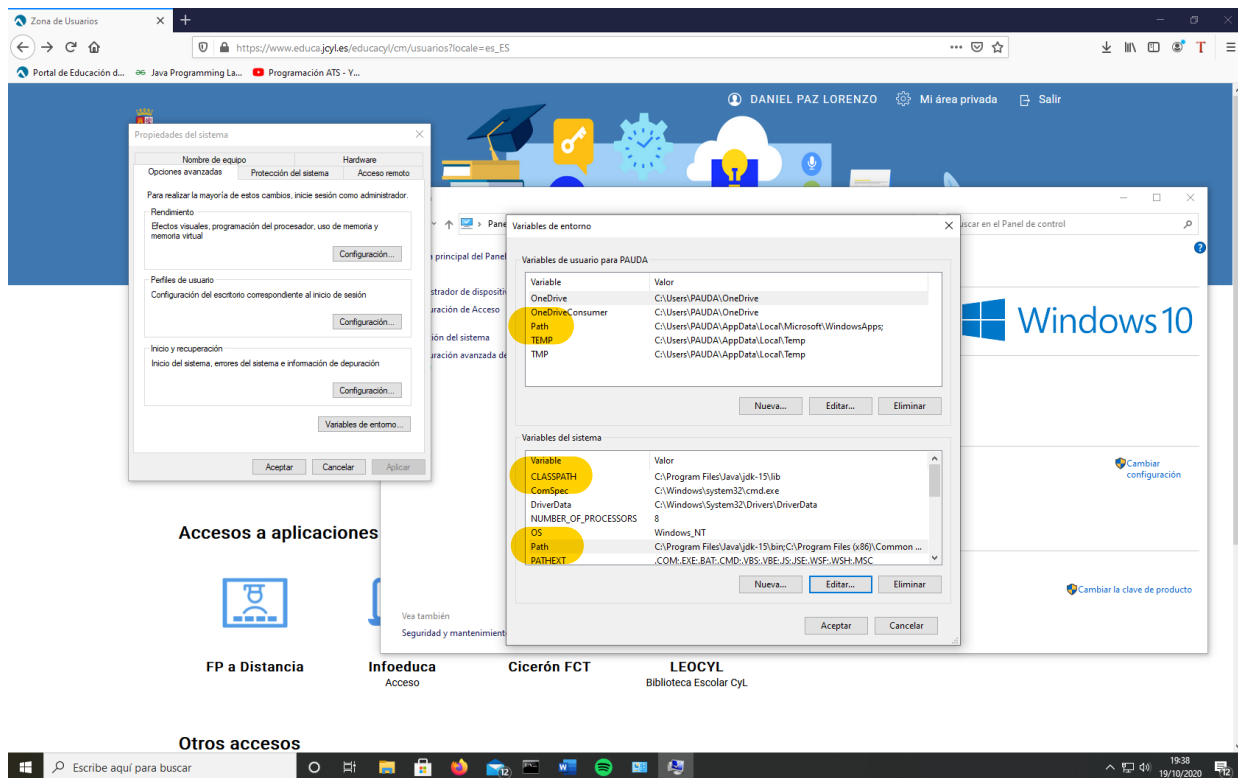 Zona de Usuarios
https://www.educa.jcyl.es/educacyl/cm/usuarios?locale=es_ES
Portal de Educación d... Java Programming La... Programación ATS - Y...
DANIEL PAZ LORENZO Mi área privada Salir
Propiedades del sistema
Nombre de equipo Hardware
Opciones avanzadas Protección del sistema Acceso remoto
Para realizar la mayoría de estos cambios, inicie sesión como administrador.
Rendimiento
Efectos visuales, programación del procesador, uso de memoria y
memoria virtual
Configuración...
Perfiles de usuario
Configuración del escritorio correspondiente al inicio de sesión
Configuración...
Inicio y recuperación
Inicio del sistema, errores del sistema e información de depuración
Configuración...
Variables de entorno...
Aceptar Cancelar Aplicar
Pane
uscar en el Panel de control
principal del Panel
strador de dispositi
uración de Acceso
ión del sistema
uración avanzada de
Variables de entorno
Variables de usuario para PAUDA
Variable Valor
OneDrive C:\Users\PAUDA\OneDrive
OneDriveConsumer C:\Users\PAUDA\OneDrive
Path C:\Users\PAUDA\AppData\Local\Microsoft\WindowsApps;
TEMP C:\Users\PAUDA\AppData\Local\Temp
TMP C:\Users\PAUDA\AppData\Local\Temp
Nueva... Editar... Eliminar
Variables del sistema
Variable Valor
CLASSPATH C:\Program Files\Java\jdk-15\lib
ComSpec C:\Windows\system32\cmd.exe
DriverData C:\Windows\System32\Drivers\DriverData
NUMBER_OF_PROCESSORS 8
OS Windows_NT
Path C:\Program Files\Java\jdk-15\bin;C:\Program Files (x86)\Common ...
PATHEXT .COM;.EXE;.BAT;.CMD;.VBS;.VBE;.JS;.JSE;.WSF;.WSH;.MSC
Nueva... Editar... Eliminar
Aceptar Cancelar
Windows 10
Cambiar
configuración
Cambiar la clave de producto
Vea también
Seguridad y mantenimient
Accesos a aplicaciones
FP a Distancia
Infoeduca
Acceso
Cicerón FCT
LEOCYL
Biblioteca Escolar CyL
Otros accesos
Escribe aquí para buscar
12
19:38
19/10/2020
12